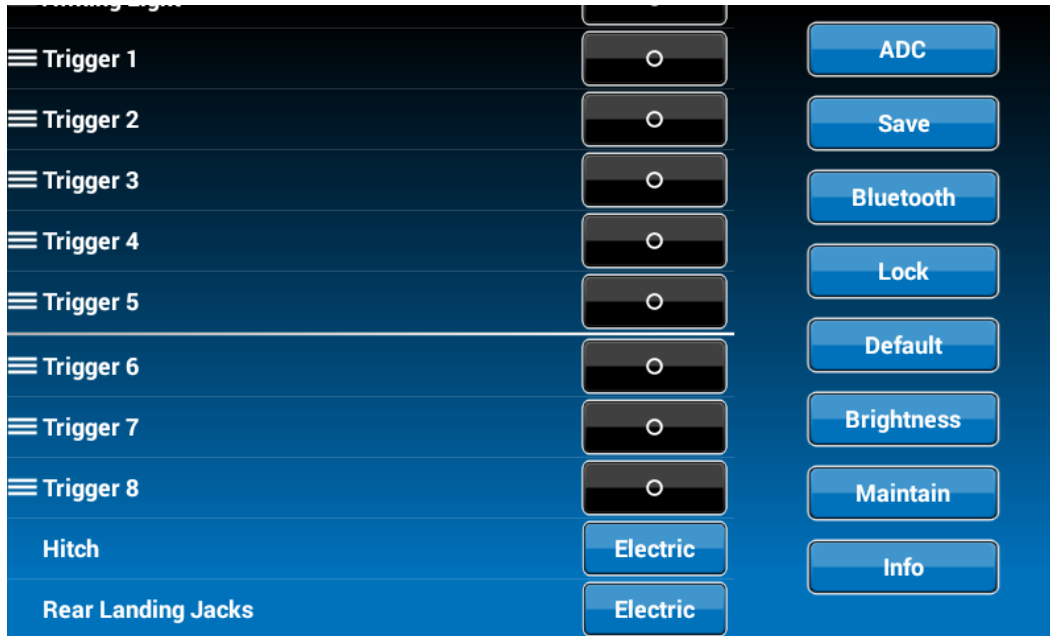 Trigger 1
Trigger 2
Trigger 3
Trigger 4
Trigger 5
Trigger 6
Trigger 7
Trigger 8
Hitch Electric
Rear Landing Jacks Electric
ADC
Save
Bluetooth
Lock
Default
Brightness
Maintain
Info